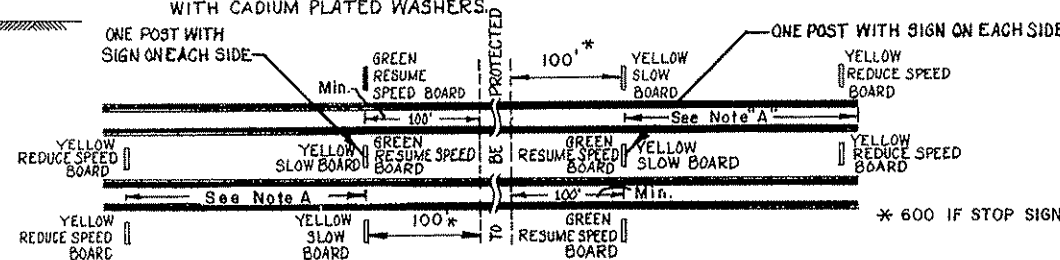 WITH CADIUM PLATED WASHERS.
ONE POST WITH
SIGN ON EACH SIDE
GREEN
RESUME
SPEED BOARD
Min.
100'
TO BE PROTECTED
100' *
YELLOW
SLOW
BOARD
ONE POST WITH SIGN ON EACH SIDE
YELLOW
REDUCE SPEED
BOARD
See Note "A"
YELLOW
REDUCE SPEED
BOARD
YELLOW
SLOW BOARD
GREEN
RESUME SPEED
BOARD
GREEN
RESUME SPEED
BOARD
YELLOW
SLOW BOARD
YELLOW
REDUCE SPEED
BOARD
See Note A
100'
Min.
YELLOW
REDUCE SPEED
BOARD
YELLOW
SLOW
BOARD
100' *
GREEN
RESUME SPEED
BOARD
* 600 IF STOP SIGN